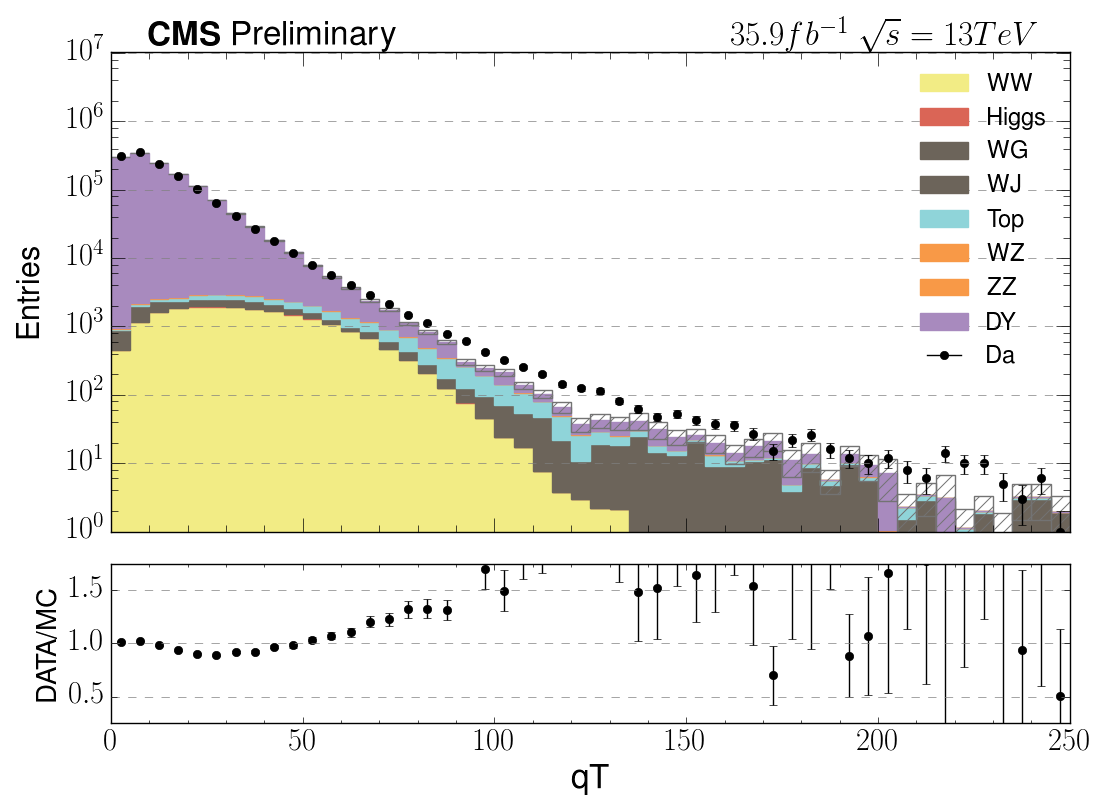 CMS Preliminary 35.9fb⁻¹ √s = 13TeV
10⁷
10⁶
10⁵
10⁴
10³
10²
10¹
10⁰
Entries
WW
Higgs
WG
WJ
Top
WZ
ZZ
DY
Da
1.5
1.0
0.5
DATA/MC
0 50 100 150 200 250
qT